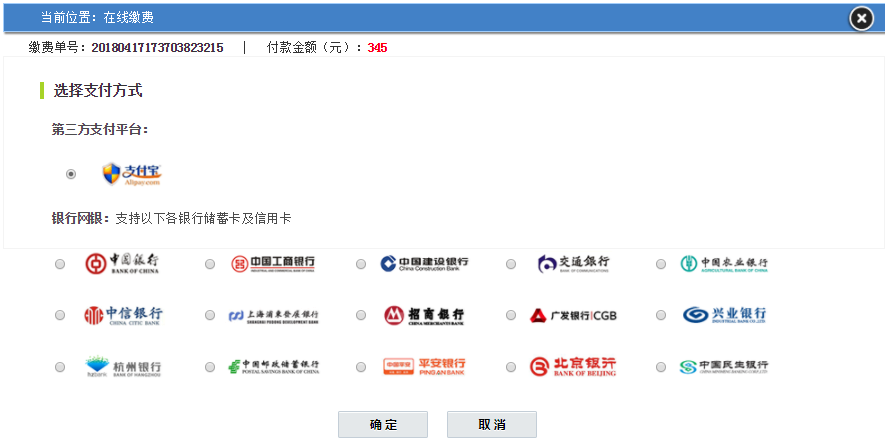 当前位置：在线缴费
缴费单号：20180417173703823215 | 付款金额（元）：345
选择支付方式
第三方支付平台：
支付宝
Alipay.com
银行网银：支持以下各银行储蓄卡及信用卡
中国银行 BANK OF CHINA
中国工商银行 INDUSTRIAL AND COMMERCIAL BANK OF CHINA
中国建设银行 China Construction Bank
交通银行 BANK OF COMMUNICATIONS
中国农业银行 AGRICULTURAL BANK OF CHINA
中信银行 CHINA CITIC BANK
上海浦东发展银行 SHANGHAI PUDONG DEVELOPMENT BANK
招商银行 CHINA MERCHANTS BANK
广发银行|CGB
兴业银行 INDUSTRIAL BANK CO.,LTD.
杭州银行 BANK OF HANGZHOU
中国邮政储蓄银行 POSTAL SAVINGS BANK OF CHINA
中国平安 平安银行 PING AN BANK
北京银行 BANK OF BEIJING
中国民生银行 CHINA MINSHENG BANKING CORP.,LTD.
确定 取消